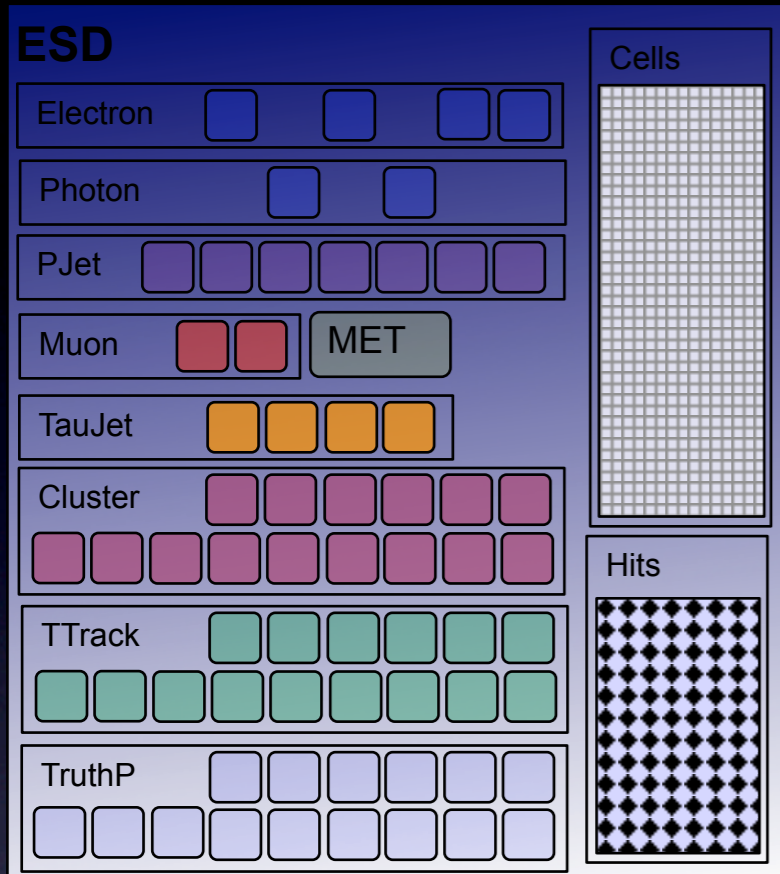 ESD
Electron
Photon
PJet
Muon
MET
TauJet
Cluster
TTrack
TruthP
Cells
Hits